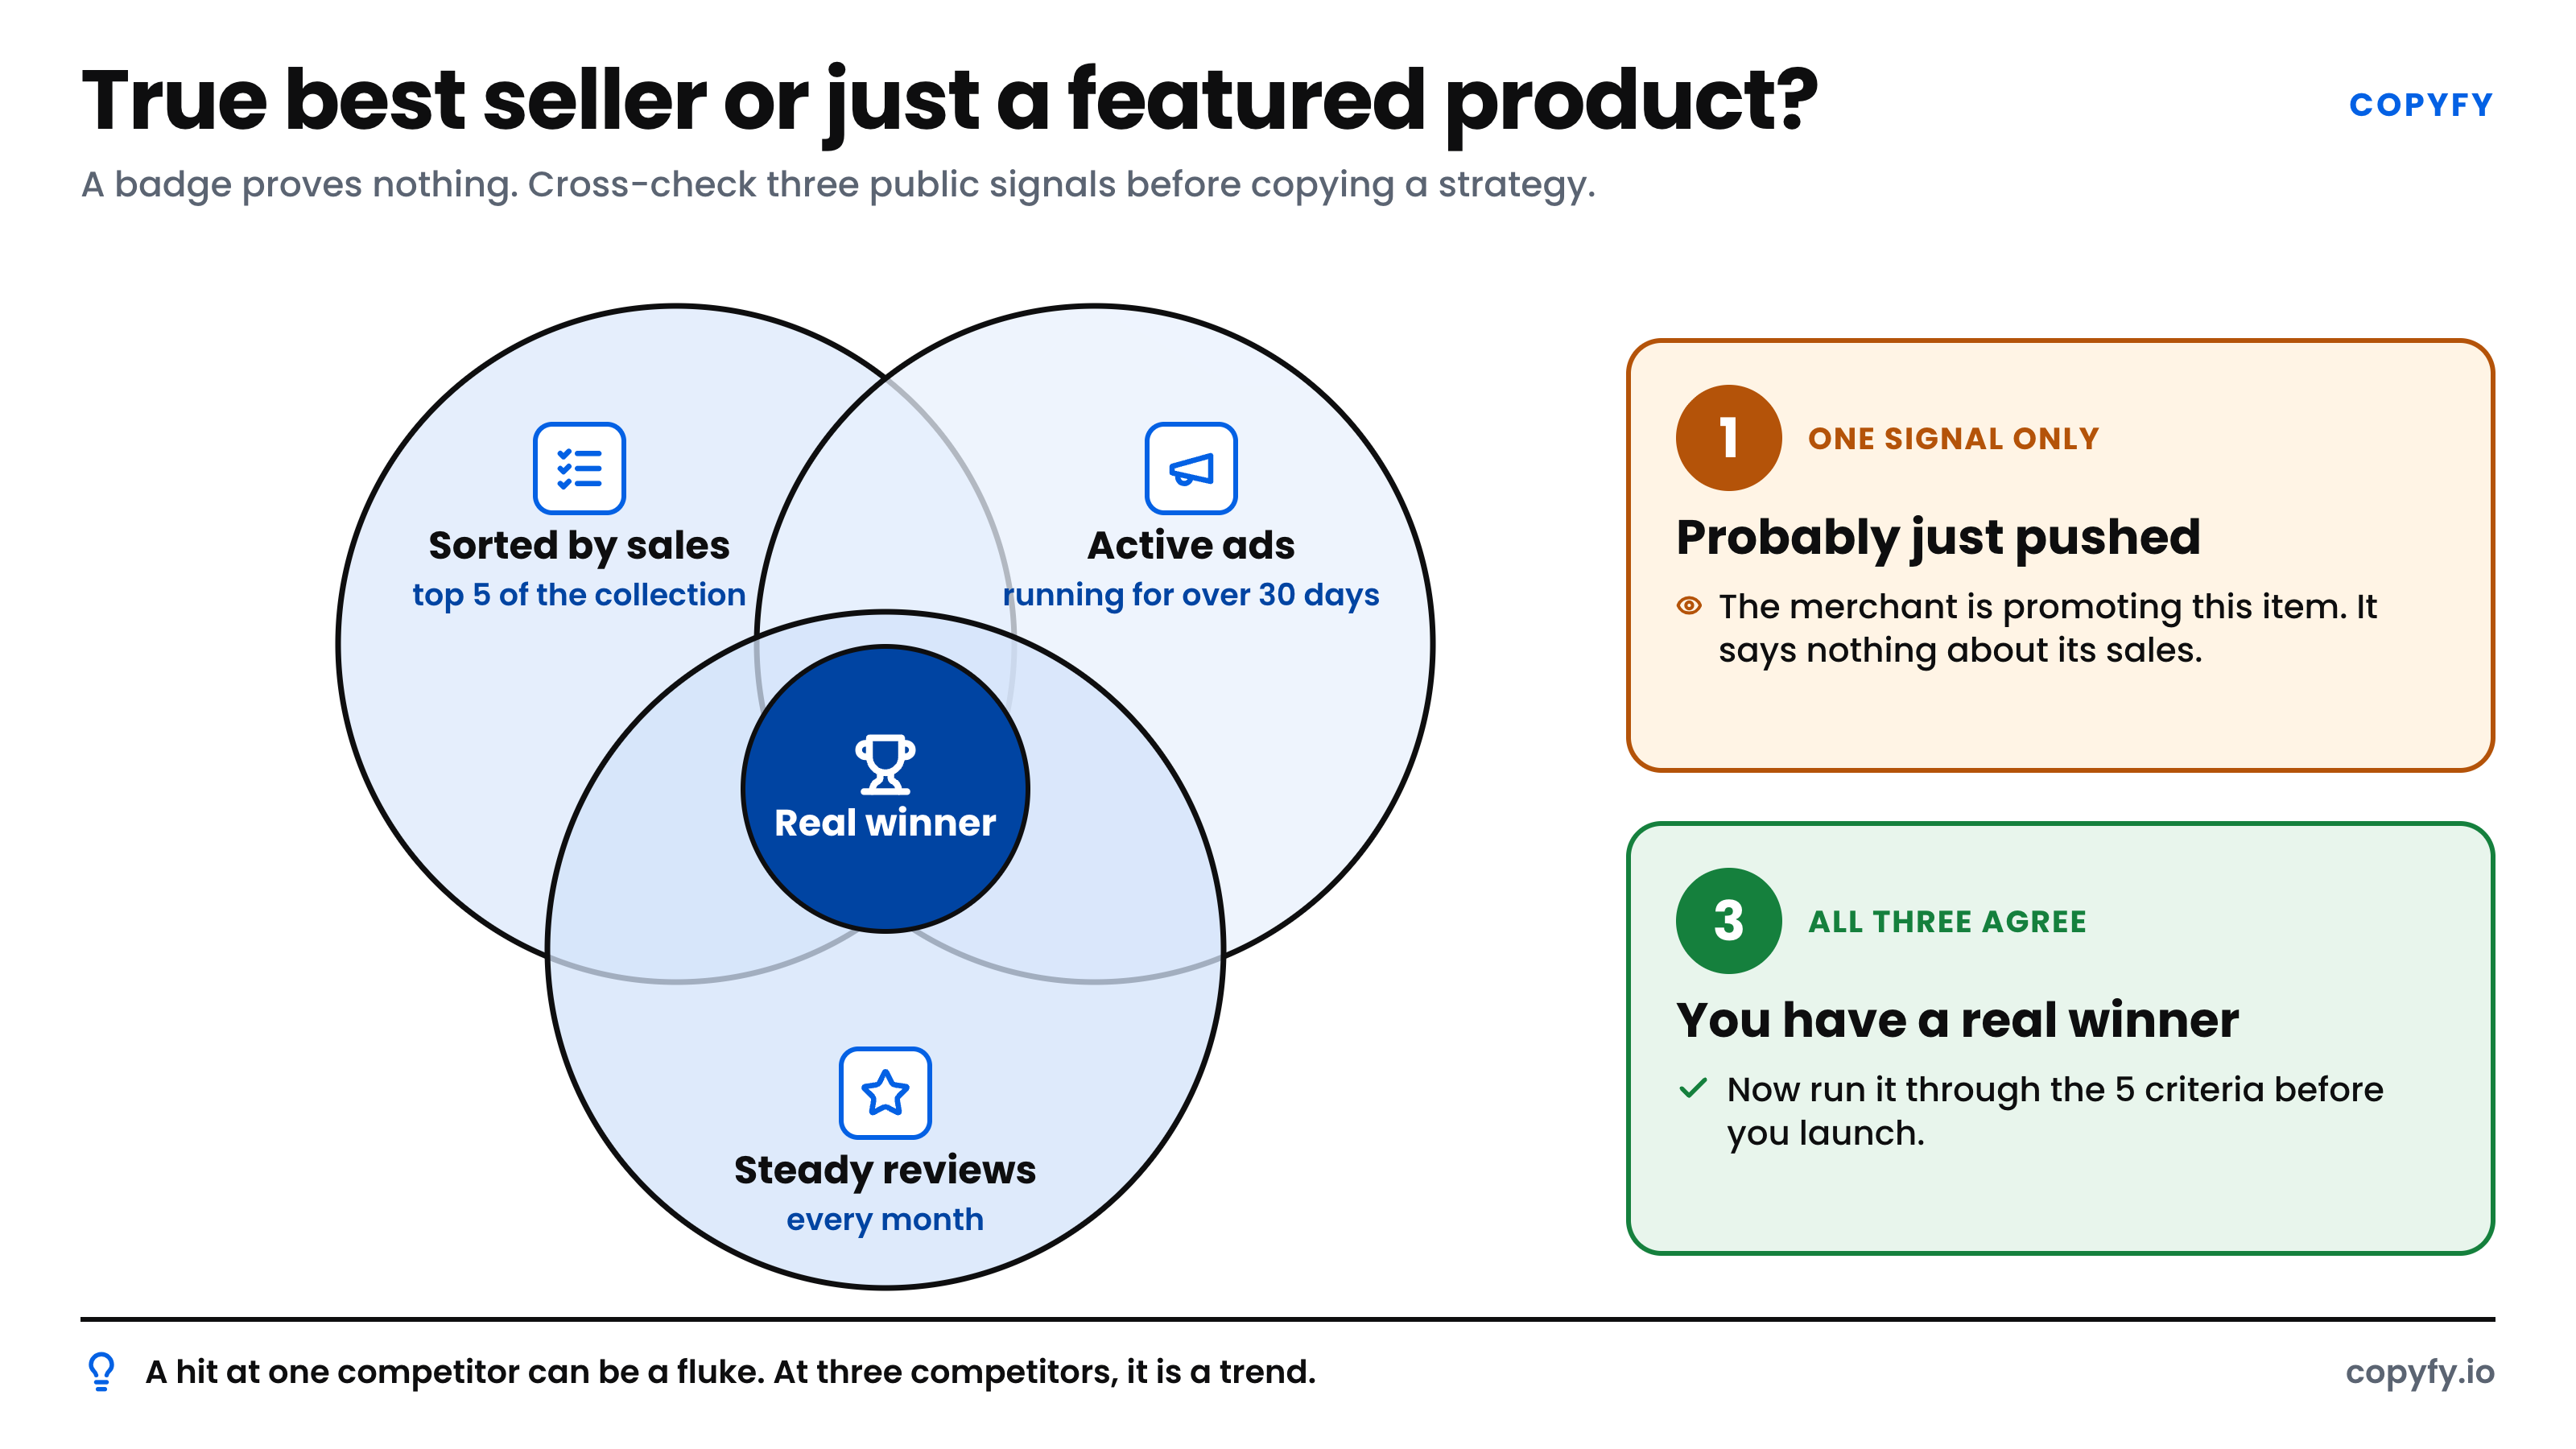 True best seller or just a featured product?
COPYFY
A badge proves nothing. Cross-check three public signals before copying a strategy.
Sorted by sales
top 5 of the collection
Active ads
running for over 30 days
Real winner
Steady reviews
every month
1
ONE SIGNAL ONLY
Probably just pushed
The merchant is promoting this item. It
says nothing about its sales.
3
ALL THREE AGREE
You have a real winner
Now run it through the 5 criteria before
you launch.
A hit at one competitor can be a fluke. At three competitors, it is a trend.
copyfy.io